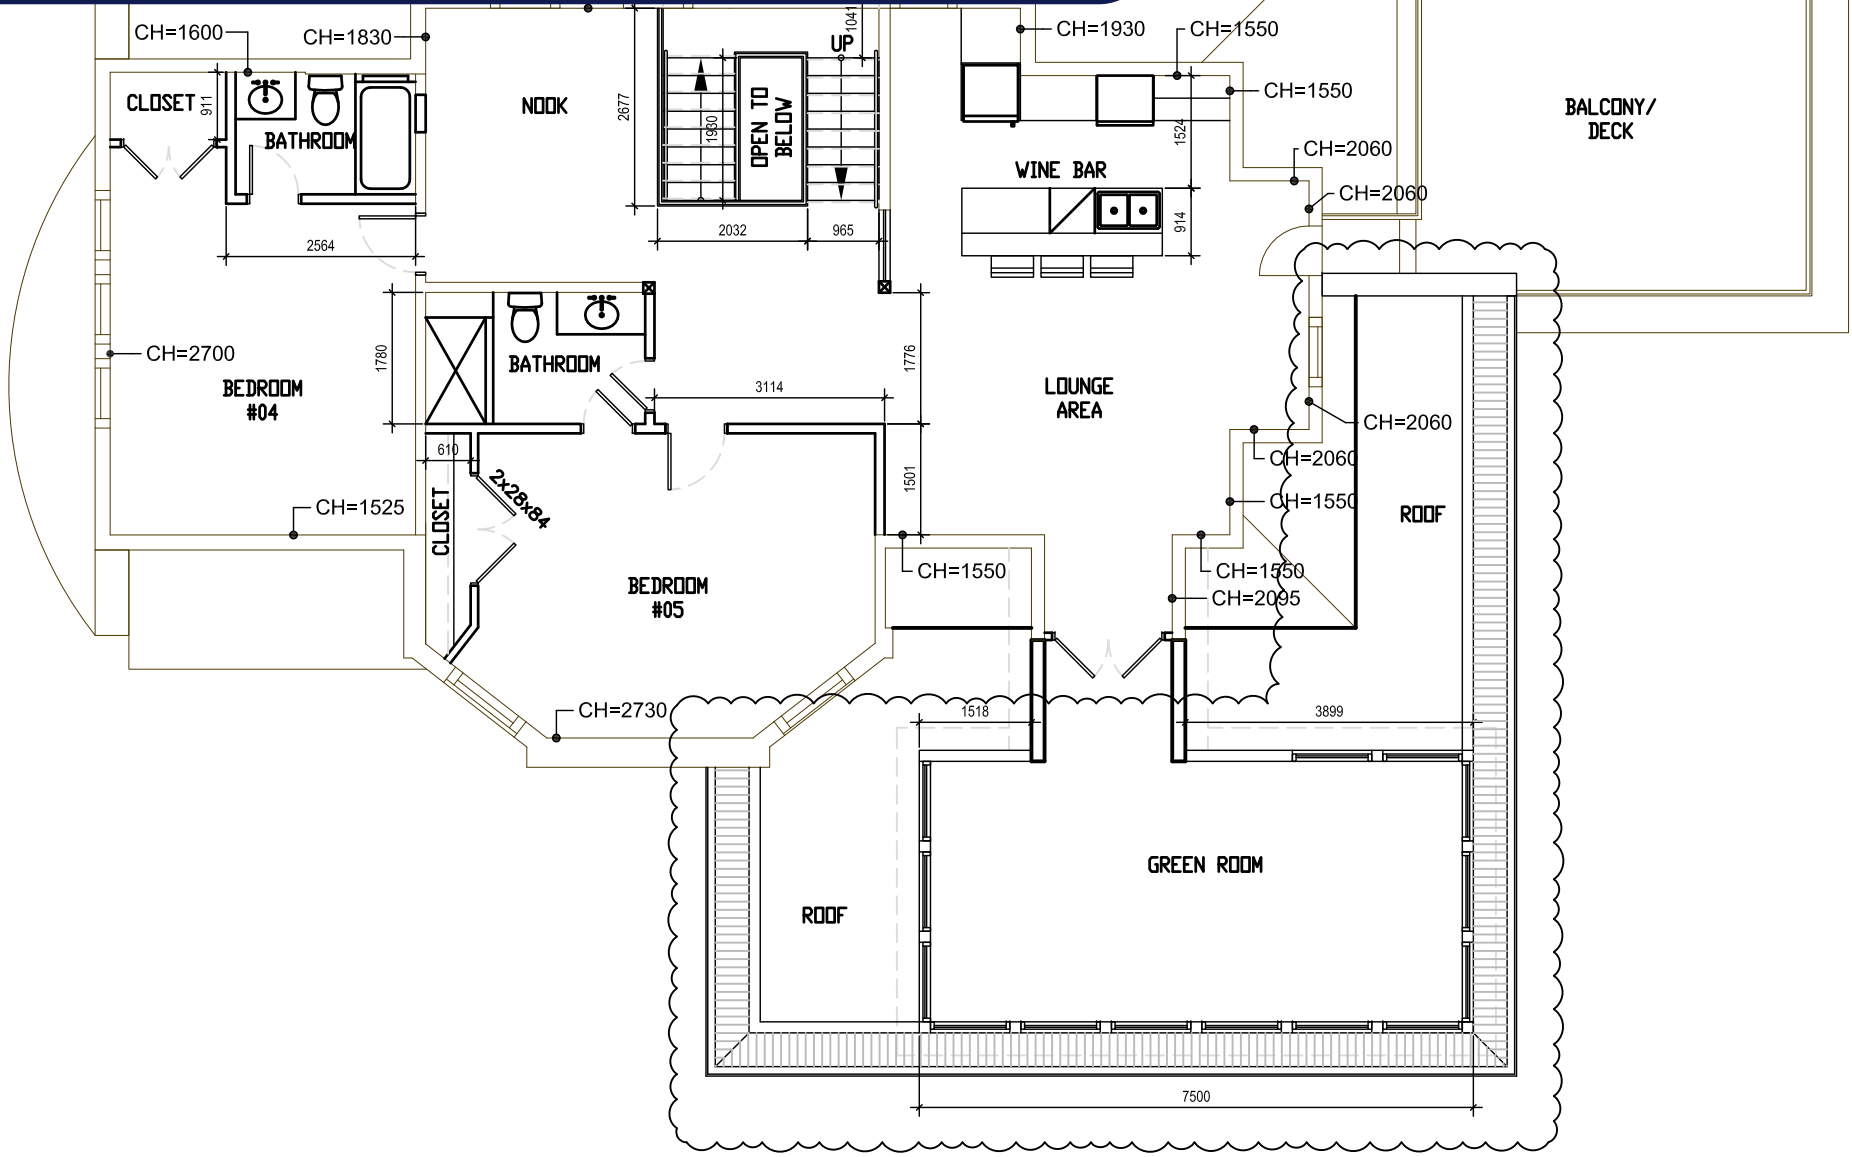 CH=1600
CH=1830
1041
UP
CH=1930
CH=1550
CLOSET
911
BATHROOM
NOOK
2677
1930
OPEN TO
BELOW
CH=1550
1524
BALCONY/
DECK
WINE BAR
CH=2060
CH=2060
914
2564
2032
965
CH=2700
BEDROOM
#04
1780
BATHROOM
3114
1776
LOUNGE
AREA
CH=2060
CH=2060
610
2x28x84
CLOSET
1501
CH=1550
ROOF
CH=1525
CH=1550
CH=1550
CH=2095
BEDROOM
#05
CH=2730
1518
3899
GREEN ROOM
ROOF
7500